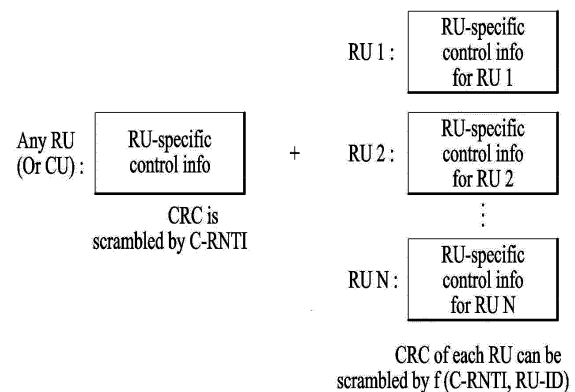 Any RU
(Or CU) :
RU-specific
control info
CRC is
scrambled by C-RNTI
+
RU 1 :
RU-specific
control info
for RU 1
RU 2 :
RU-specific
control info
for RU 2
⋮
RU N :
RU-specific
control info
for RU N
CRC of each RU can be
scrambled by f (C-RNTI, RU-ID)